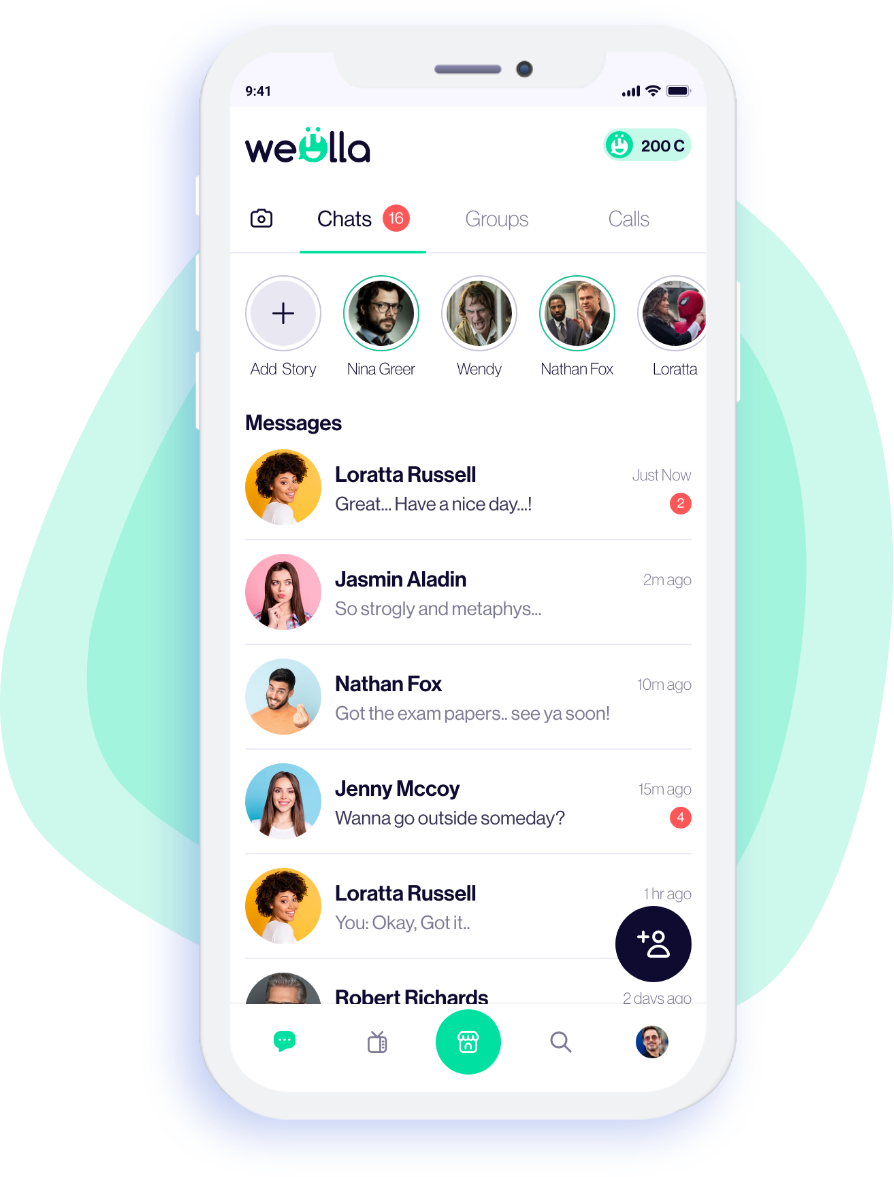 9:41
weulla
200 C
Chats 16 Groups Calls
Add Story Nina Greer Wendy Nathan Fox Loratta
Messages
Loratta Russell Just Now
Great... Have a nice day...! 2
Jasmin Aladin 2m ago
So strogly and metaphys...
Nathan Fox 10m ago
Got the exam papers.. see ya soon!
Jenny Mccoy 15m ago
Wanna go outside someday? 4
Loratta Russell 1 hr ago
You: Okay, Got it..
Robert Richards 2 days ago